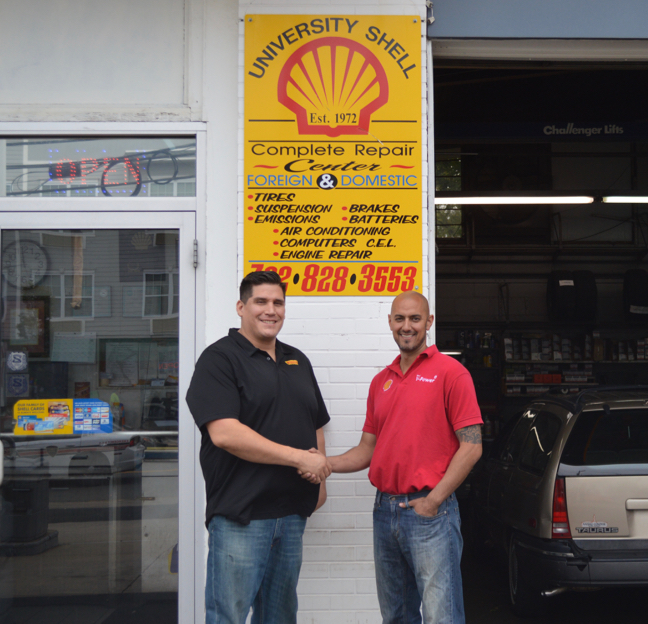 UNIVERSITY SHELL
Est. 1972
Complete Repair
Center
FOREIGN & DOMESTIC
• TIRES
• SUSPENSION • BRAKES
• EMISSIONS • BATTERIES
• AIR CONDITIONING
• COMPUTERS C.E.L.
• ENGINE REPAIR
828•3553
OPEN
Challenger Lifts
TAURUS